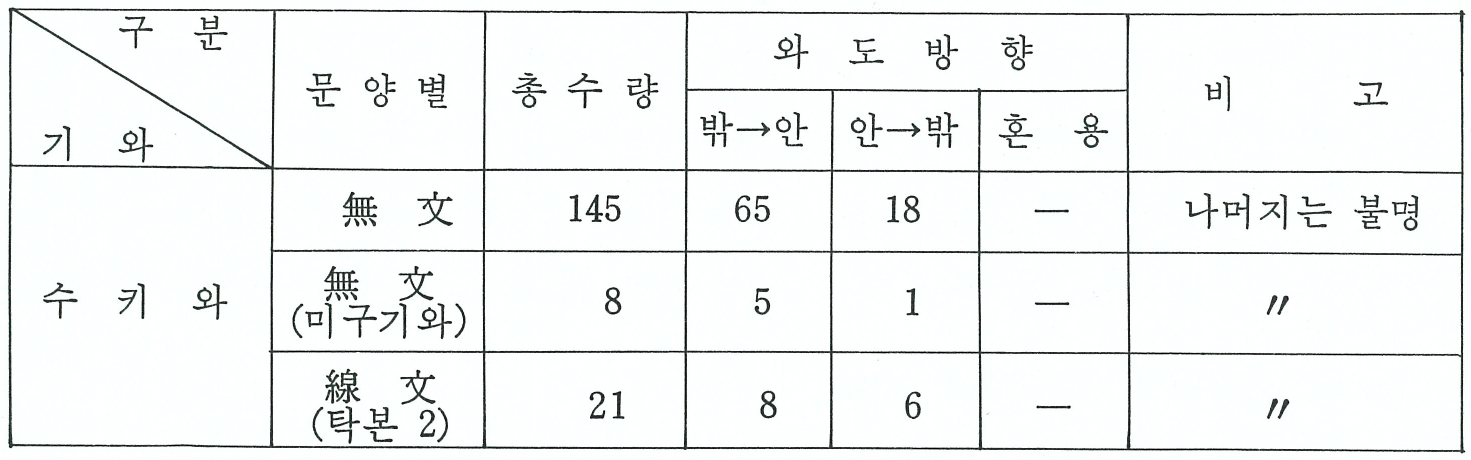 구 분
기 와
문 양 별
총 수 량
와 도 방 향
밖→안
안→밖
혼 용
비 고
수 키 와
無 文
145
65
18
—
나머지는 불명
無 文
(미구기와)
8
5
1
—
〃
線 文
(탁본 2)
21
8
6
—
〃